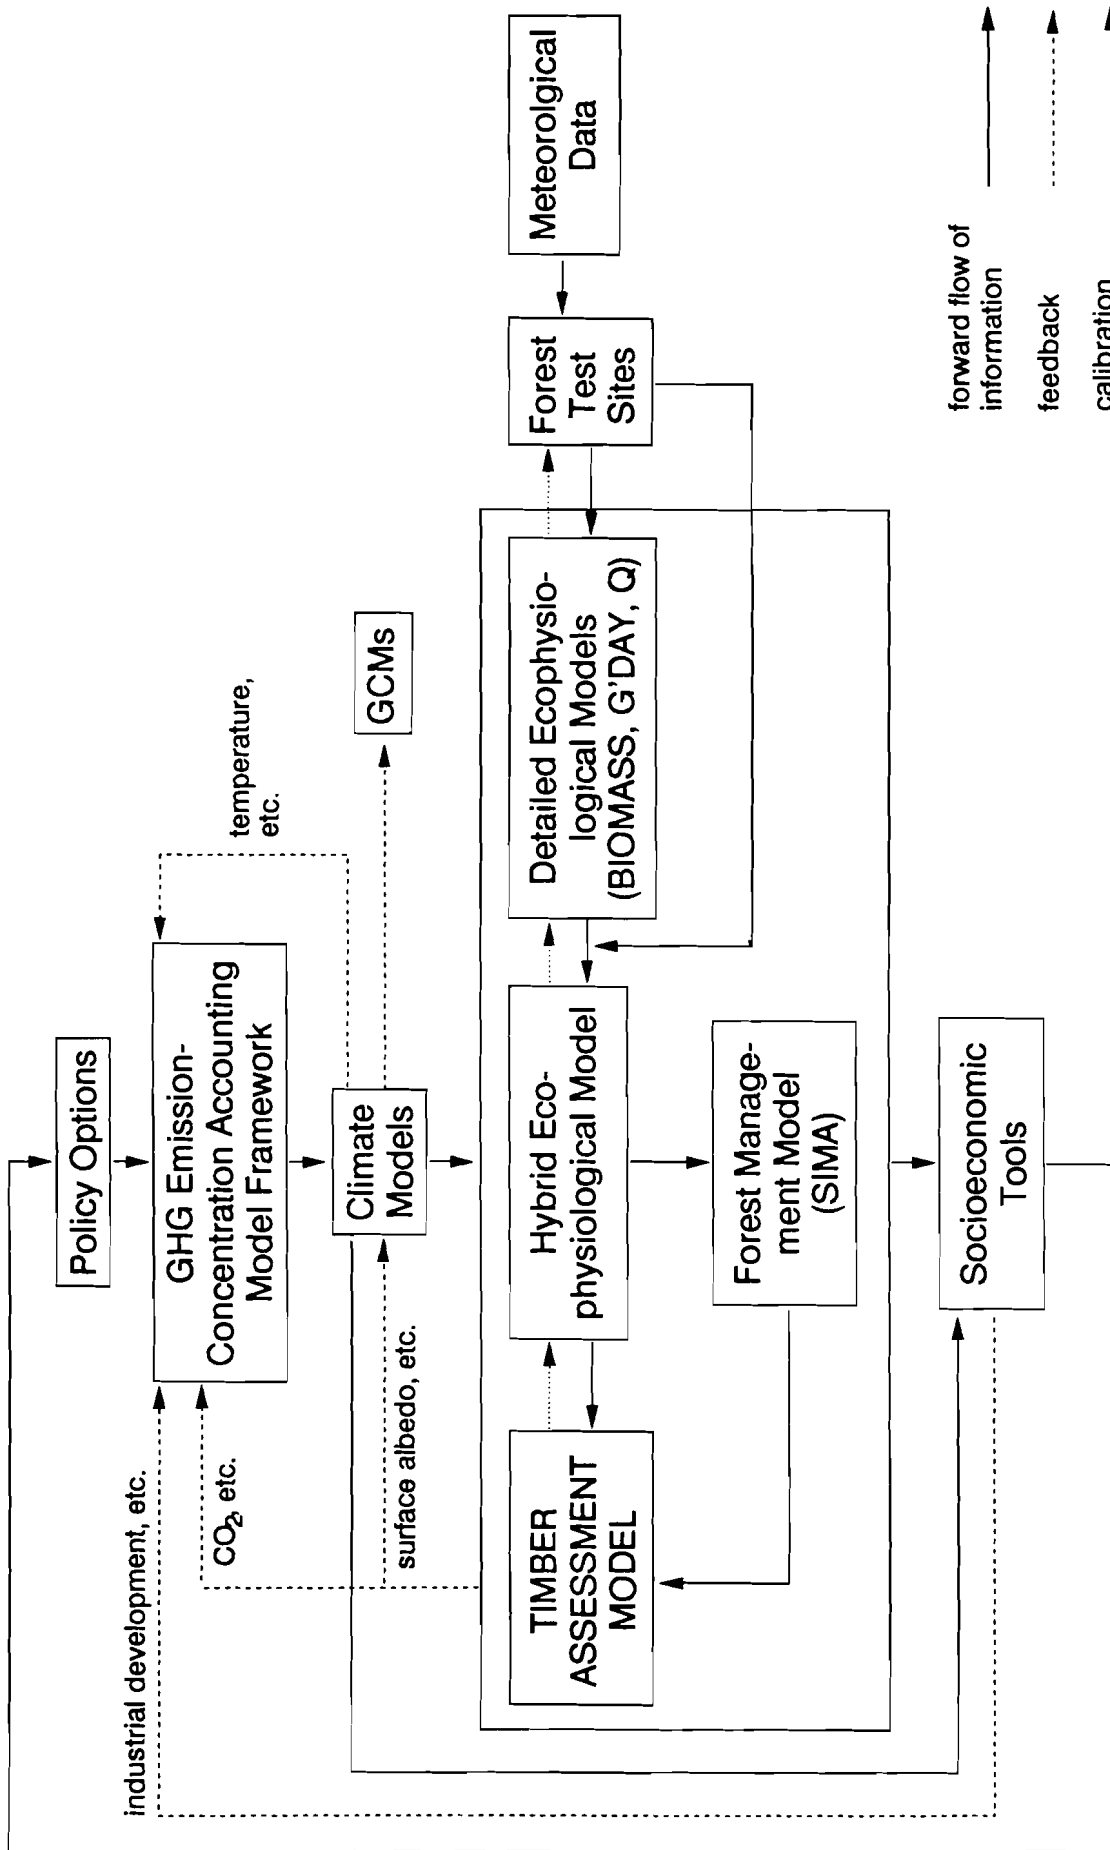 Policy Options
industrial development, etc.
GHG Emission-
Concentration Accounting
Model Framework
CO2, etc.
temperature,
etc.
Climate
Models
GCMs
surface albedo, etc.
TIMBER
ASSESSMENT
MODEL
Hybrid Eco-
physiological Model
Detailed Ecophysio-
logical Models
(BIOMASS, G'DAY, Q)
Forest
Test
Sites
Meteorolgical
Data
Forest Manage-
ment Model
(SIMA)
Socioeconomic
Tools
forward flow of
information
feedback
calibration